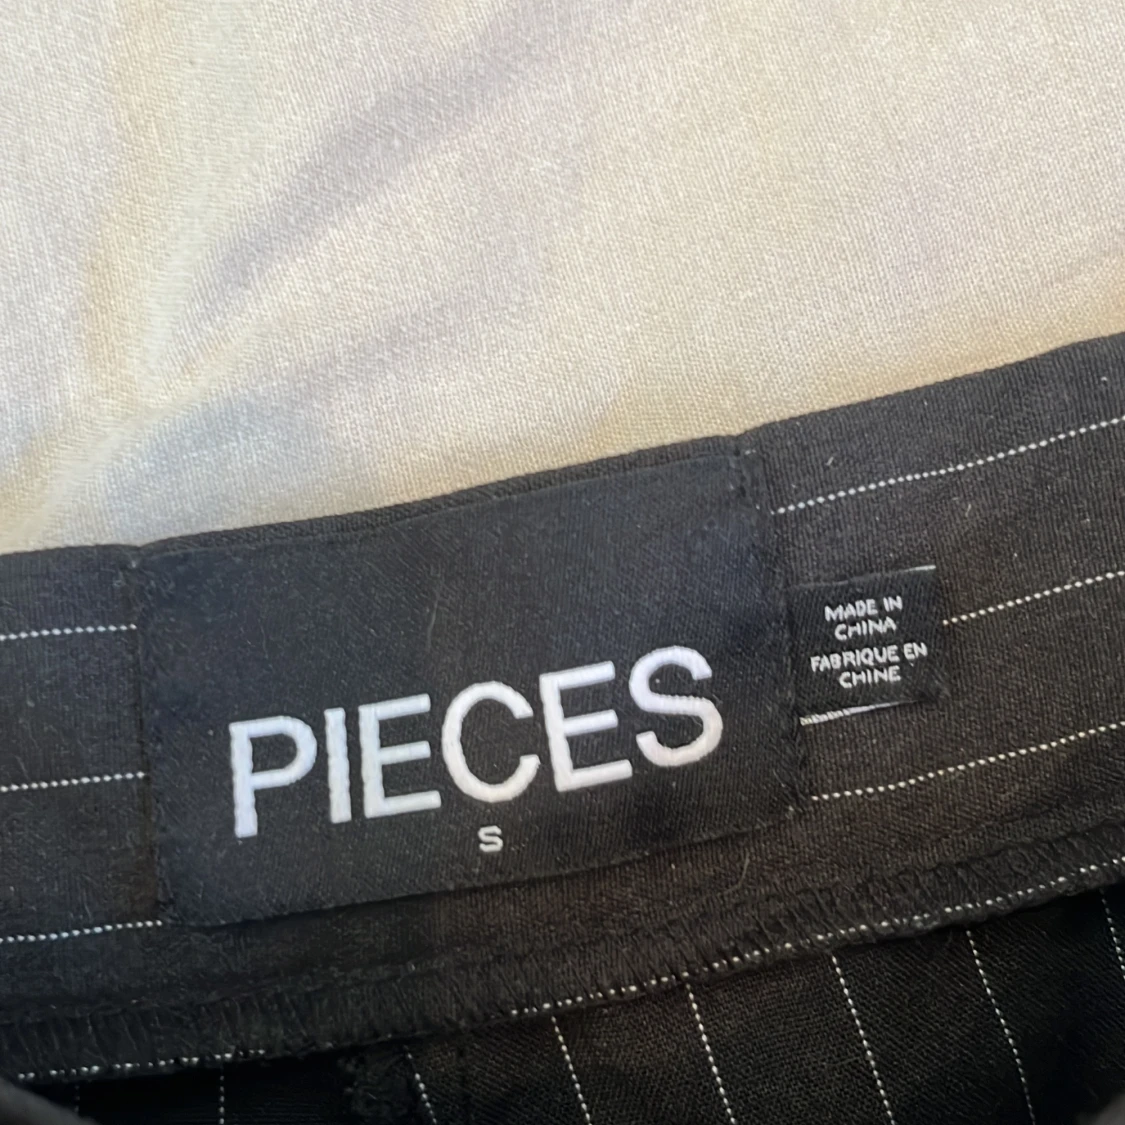 PIECES
S
MADE IN
CHINA
FABRIQUE EN
CHINE